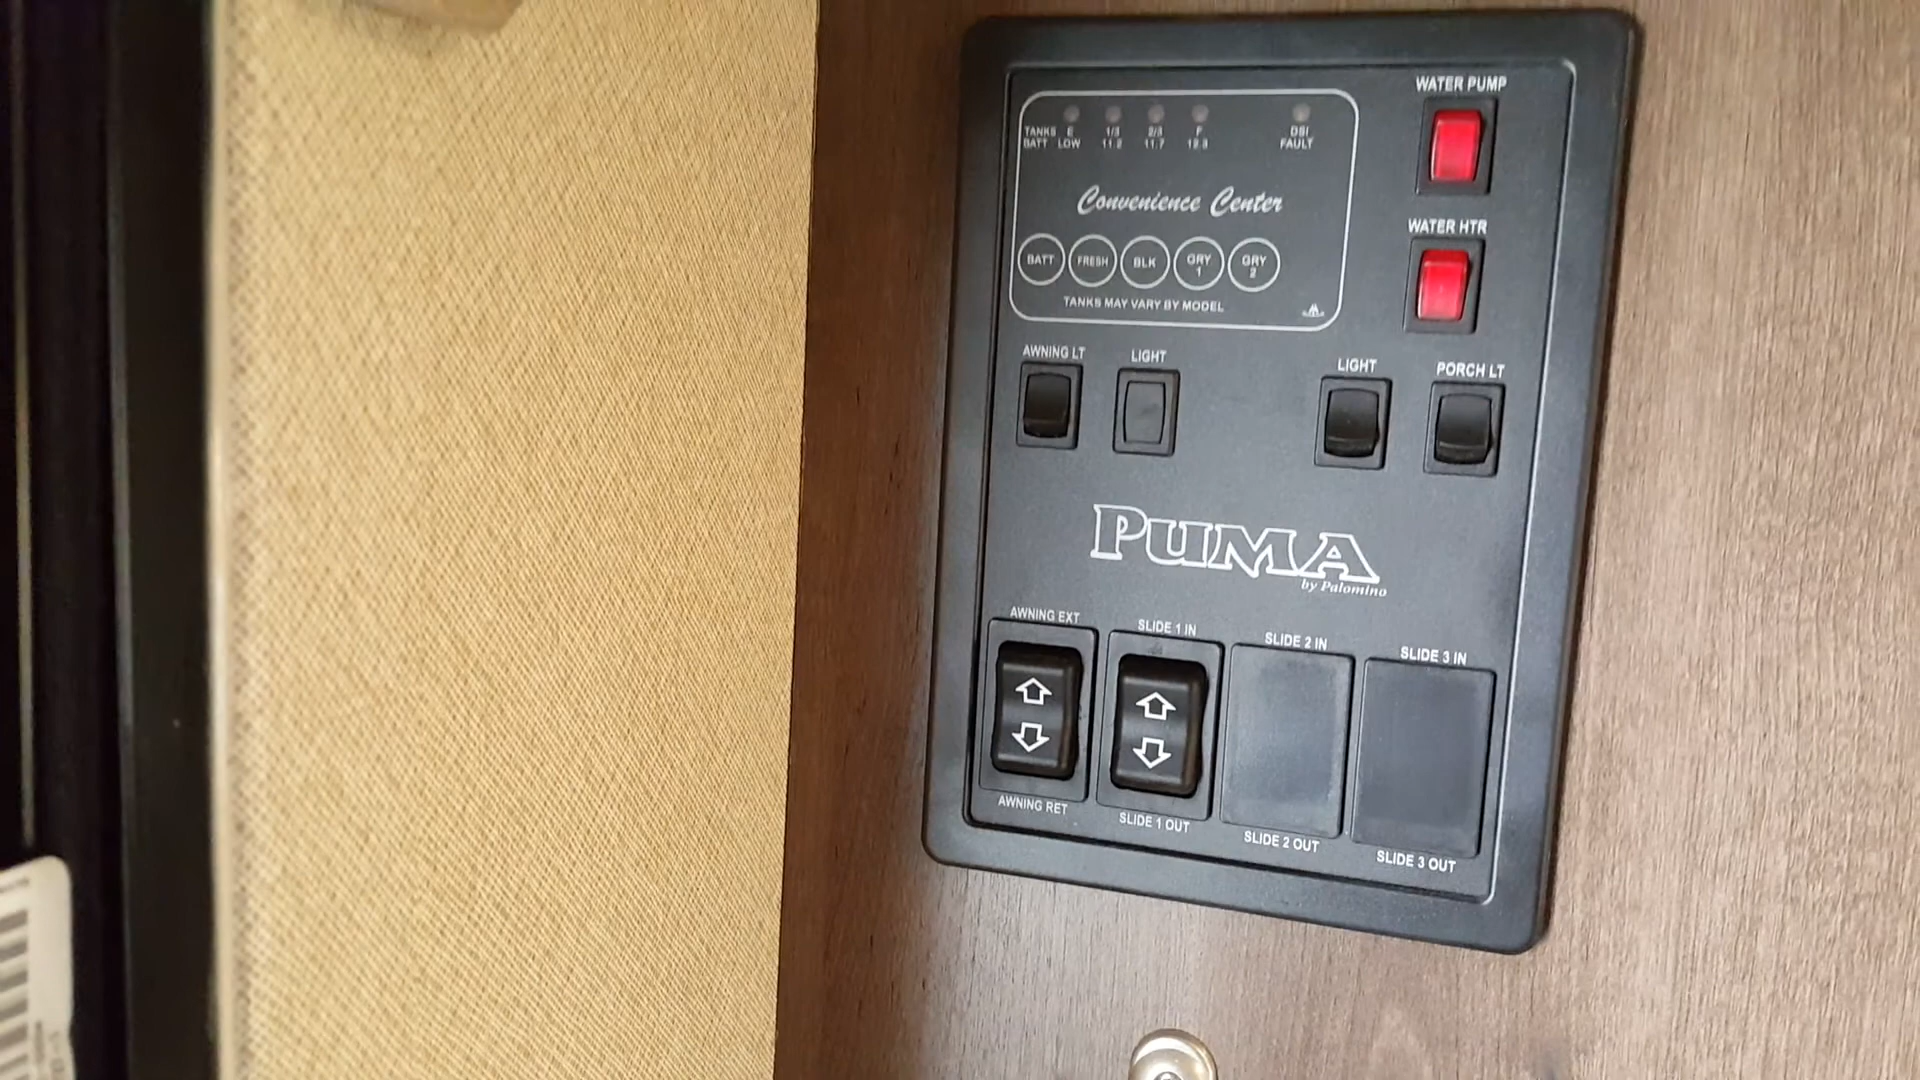 WATER PUMP
TANKS E 1/3 2/3 F DSI
BATT LOW 11.2 11.7 12.3 FAULT
Convenience Center
WATER HTR
BATT FRESH BLK GRY 1 GRY 2
TANKS MAY VARY BY MODEL
AWNING LT LIGHT LIGHT PORCH LT
PUMA
by Palomino
AWNING EXT SLIDE 1 IN SLIDE 2 IN SLIDE 3 IN
AWNING RET SLIDE 1 OUT SLIDE 2 OUT SLIDE 3 OUT